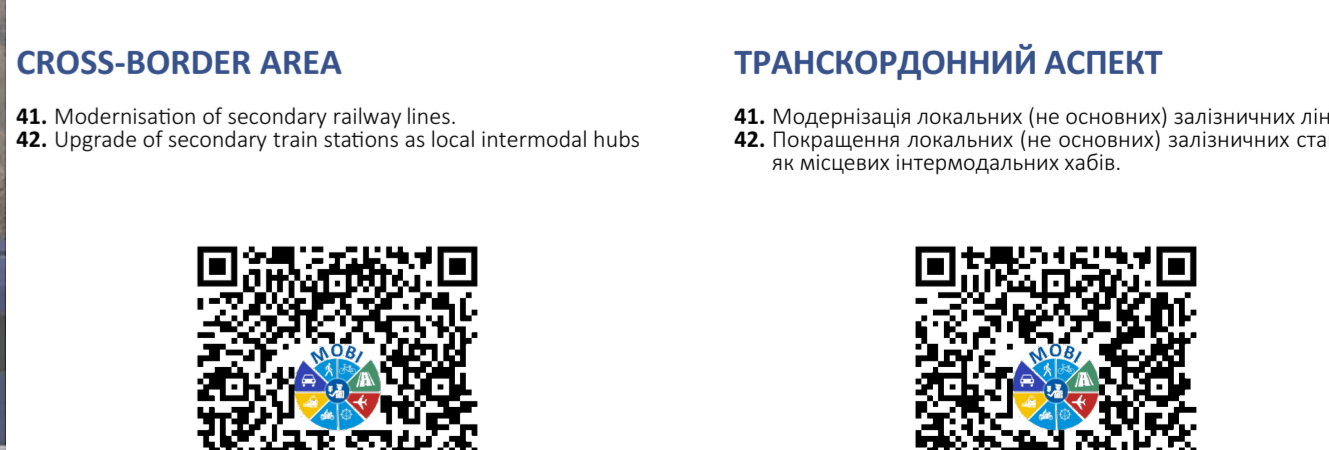 CROSS-BORDER AREA
41. Modernisation of secondary railway lines.
42. Upgrade of secondary train stations as local intermodal hubs
ТРАНСКОРДОННИЙ АСПЕКТ
41. Модернізація локальних (не основних) залізничних
42. Покращення локальних (не основних) залізничних
як місцевих інтермодальних хабів.
MOBI
MOBI